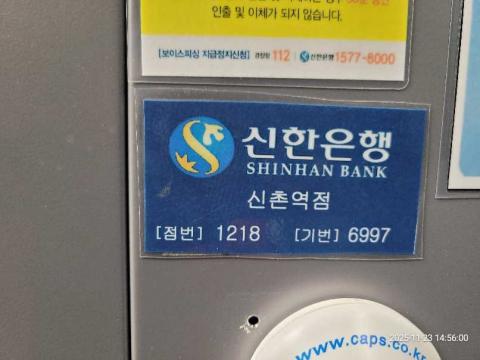 인출 및 이체가 되지 않습니다.
[보이스피싱 지급정지신청] 경찰청 112 | 신한은행 1577-8000
신한은행
SHINHAN BANK
신촌역점
[점번] 1218 [기번] 6997
www.caps.co.k
2025-11-23 14:56:00